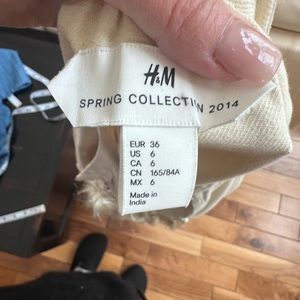 H&M
SPRING COLLECTION 2014
EUR 36
US 6
CA 6
CN 165/84A
MX 6
Made in
India